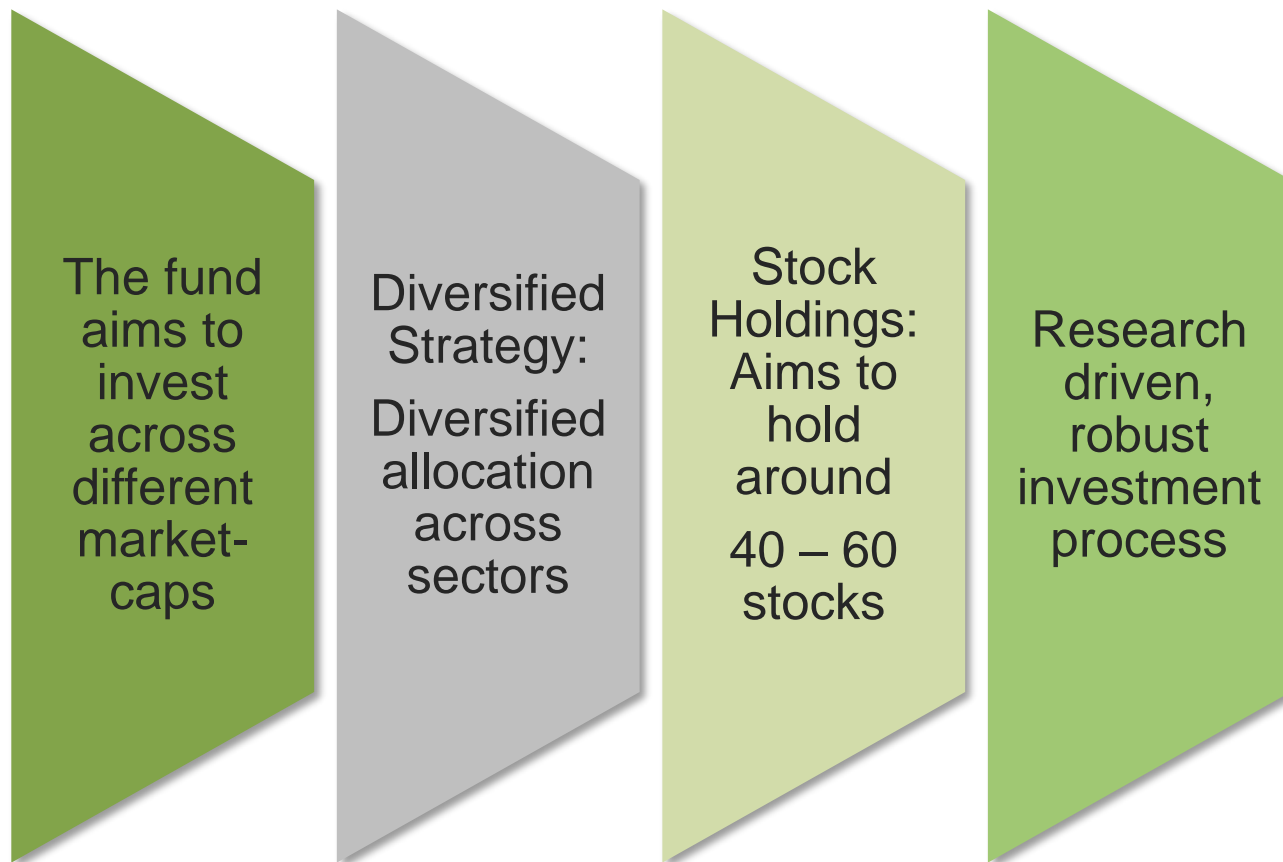 The fund
aims to
invest
across
different
market-
caps
Diversified
Strategy:
Diversified
allocation
across
sectors
Stock
Holdings:
Aims to
hold
around
40 – 60
stocks
Research
driven,
robust
investment
process